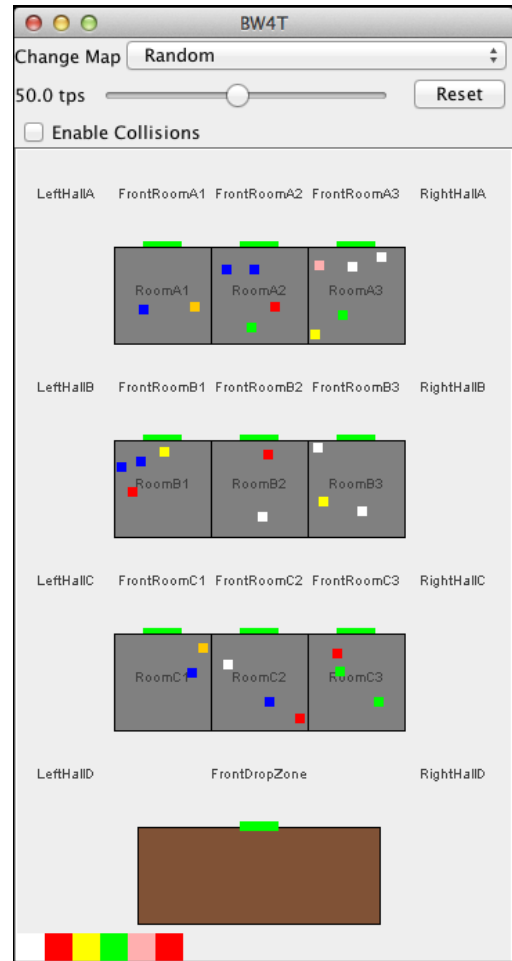 BW4T
Change Map Random
50.0 tps Reset
Enable Collisions
LeftHallA FrontRoomA1 FrontRoomA2 FrontRoomA3 RightHallA
RoomA1 RoomA2 RoomA3
LeftHallB FrontRoomB1 FrontRoomB2 FrontRoomB3 RightHallB
RoomB1 RoomB2 RoomB3
LeftHallC FrontRoomC1 FrontRoomC2 FrontRoomC3 RightHallC
RoomC1 RoomC2 RoomC3
LeftHallD FrontDropZone RightHallD